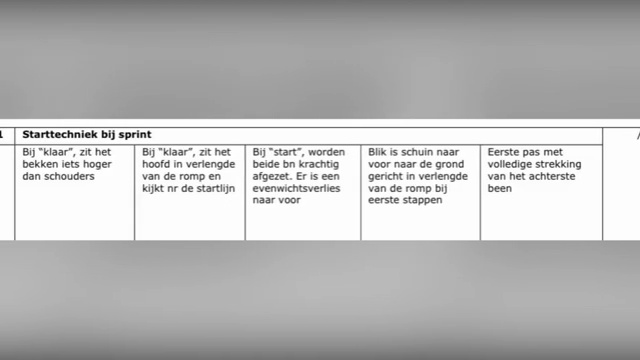 1 Starttechniek bij sprint
Bij “klaar”, zit het
bekken iets hoger
dan schouders
Bij “klaar”, zit het
hoofd in verlengde
van de romp en
kijkt nr de startlijn
Bij “start”, worden
beide bn krachtig
afgezet. Er is een
evenwichtsverlies
naar voor
Blik is schuin naar
voor naar de grond
gericht in verlengde
van de romp bij
eerste stappen
Eerste pas met
volledige strekking
van het achterste
been